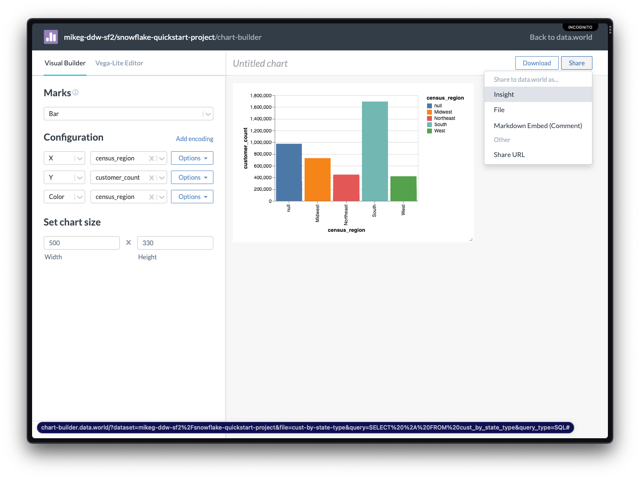 INCOGNITO
mikeg-ddw-sf2/snowflake-quickstart-project/chart-builder
Back to data.world
Visual Builder
Vega-Lite Editor
Untitled chart
Download
Share
Share to data.world as...
Insight
File
Markdown Embed (Comment)
Other
Share URL
Marks
Bar
Configuration
Add encoding
X
census_region
Options
Y
customer_count
Options
Color
census_region
Options
Set chart size
500
×
330
Width
Height
1,800,000
1,600,000
1,400,000
1,200,000
1,000,000
800,000
600,000
400,000
200,000
0
customer_count
null
Midwest
Northeast
South
West
census_region
census_region
null
Midwest
Northeast
South
West
chart-builder.data.world/?dataset=mikeg-ddw-sf2%2Fsnowflake-quickstart-project&file=cust-by-state-type&query=SELECT%20%2A%20FROM%20cust_by_state_type&query_type=SQL#